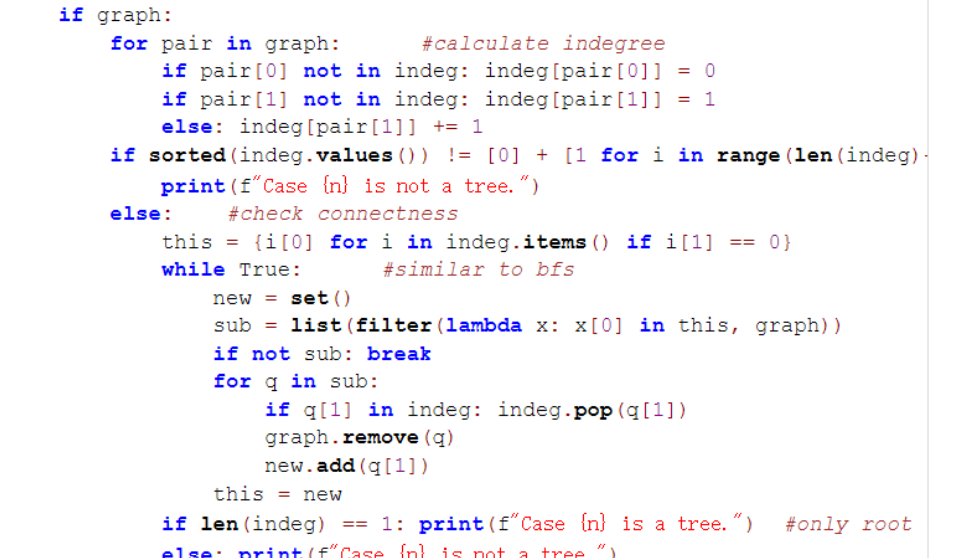 if graph:
    for pair in graph:      #calculate indegree
        if pair[0] not in indeg: indeg[pair[0]] = 0
        if pair[1] not in indeg: indeg[pair[1]] = 1
        else: indeg[pair[1]] += 1
    if sorted(indeg.values()) != [0] + [1 for i in range(len(indeg)-
        print(f"Case {n} is not a tree.")
    else:    #check connectness
        this = {i[0] for i in indeg.items() if i[1] == 0}
        while True:      #similar to bfs
            new = set()
            sub = list(filter(lambda x: x[0] in this, graph))
            if not sub: break
            for q in sub:
                if q[1] in indeg: indeg.pop(q[1])
                graph.remove(q)
                new.add(q[1])
            this = new
        if len(indeg) == 1: print(f"Case {n} is a tree.")  #only root
        else: print(f"Case {n} is not a tree.")